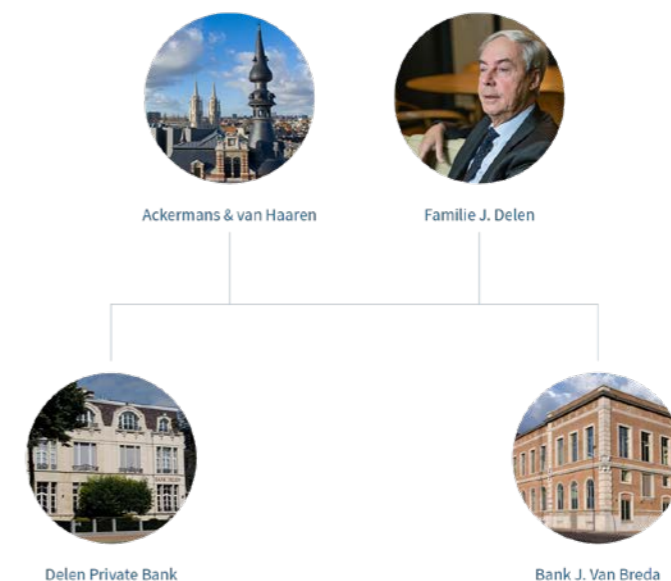 Ackermans & van Haaren
Familie J. Delen
Delen Private Bank
Bank J. Van Breda